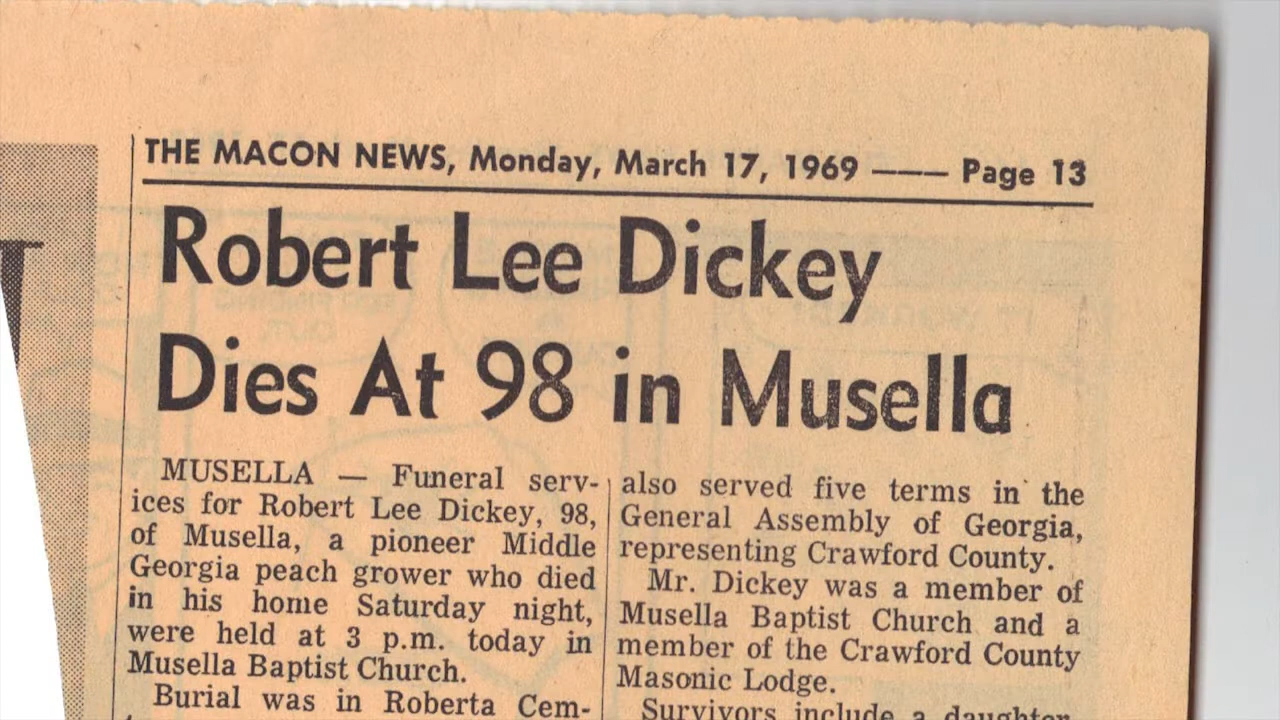 THE MACON NEWS, Monday, March 17, 1969 ——— Page 13
Robert Lee Dickey
Dies At 98 in Musella
MUSELLA — Funeral serv-
ices for Robert Lee Dickey, 98,
of Musella, a pioneer Middle
Georgia peach grower who died
in his home Saturday night,
were held at 3 p.m. today in
Musella Baptist Church.
Burial was in Roberta Cem-
also served five terms in the
General Assembly of Georgia,
representing Crawford County.
Mr. Dickey was a member of
Musella Baptist Church and a
member of the Crawford County
Masonic Lodge.
Survivors include a daughter,